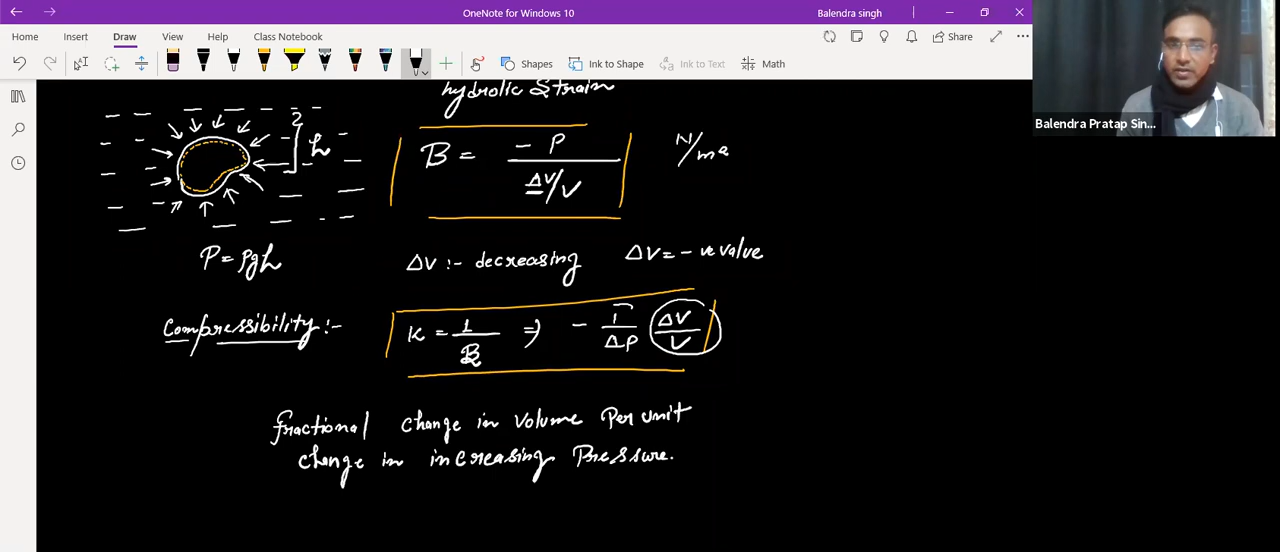 OneNote for Windows 10
Balendra singh
Home Insert Draw View Help Class Notebook
Share
Shapes Ink to Shape Ink to Text Math
hydrolic Strain
h
B = - P / ΔV/V
N/m2
P = ρgh
ΔV :- decreasing ΔV = - ve value
Compressibility :-
K = 1/B ⇒ - 1/ΔP (ΔV/V)
fractional change in volume Per unit
change in increasing Pressure.
Balendra Pratap Sin...